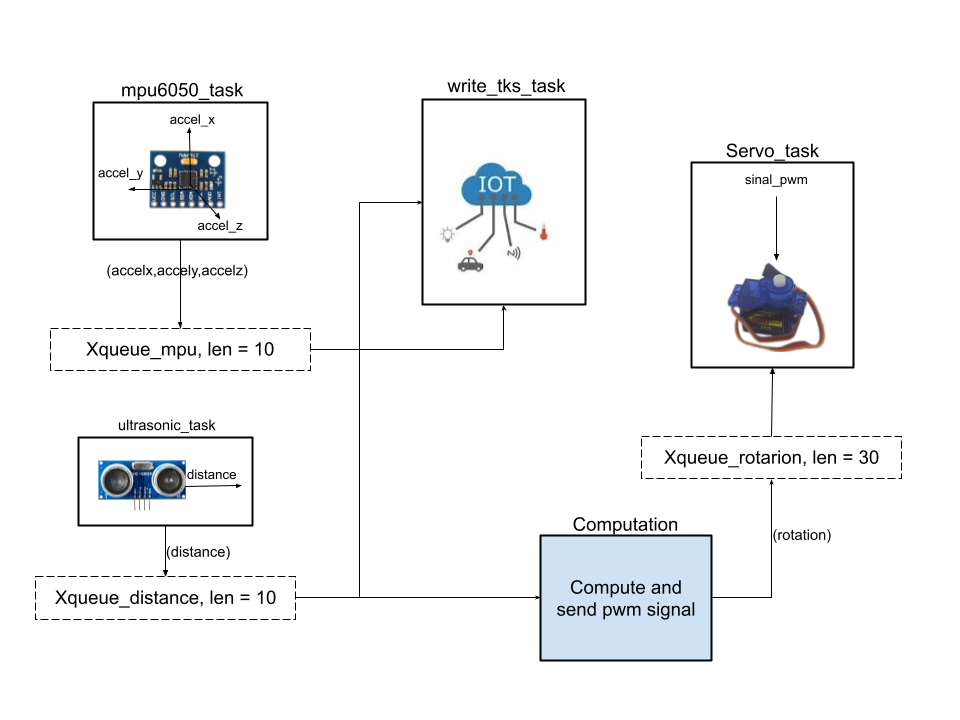 mpu6050_task
accel_x
accel_y
accel_z
(accelx,accely,accelz)
Xqueue_mpu, len = 10
write_tks_task
IOT
Servo_task
sinal_pwm
ultrasonic_task
distance
(distance)
Xqueue_distance, len = 10
Computation
Compute and
send pwm signal
(rotation)
Xqueue_rotarion, len = 30